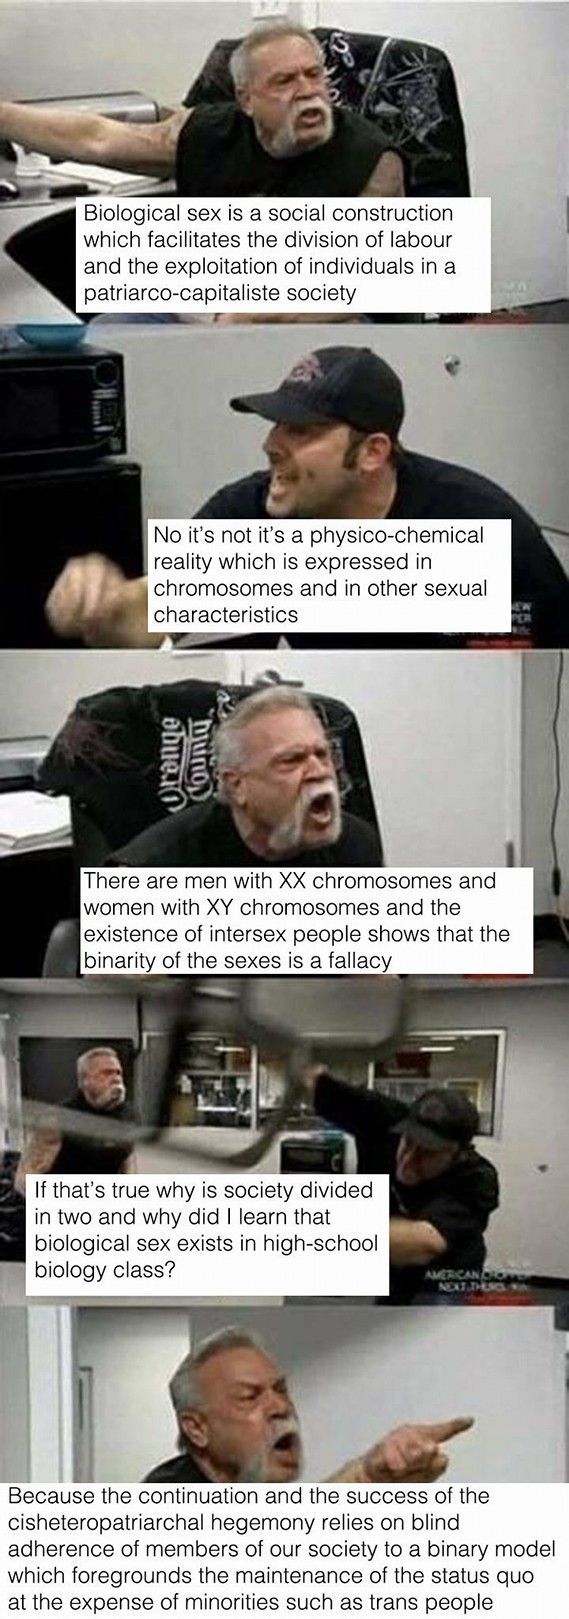 Biological sex is a social construction
which facilitates the division of labour
and the exploitation of individuals in a
patriarco-capitaliste society
No it's not it's a physico-chemical
reality which is expressed in
chromosomes and in other sexual
characteristics
Orange
County
There are men with XX chromosomes and
women with XY chromosomes and the
existence of intersex people shows that the
binarity of the sexes is a fallacy
If that's true why is society divided
in two and why did I learn that
biological sex exists in high-school
biology class?
AMERICAN CHOPPER
Because the continuation and the success of the
cisheteropatriarchal hegemony relies on blind
adherence of members of our society to a binary model
which foregrounds the maintenance of the status quo
at the expense of minorities such as trans people